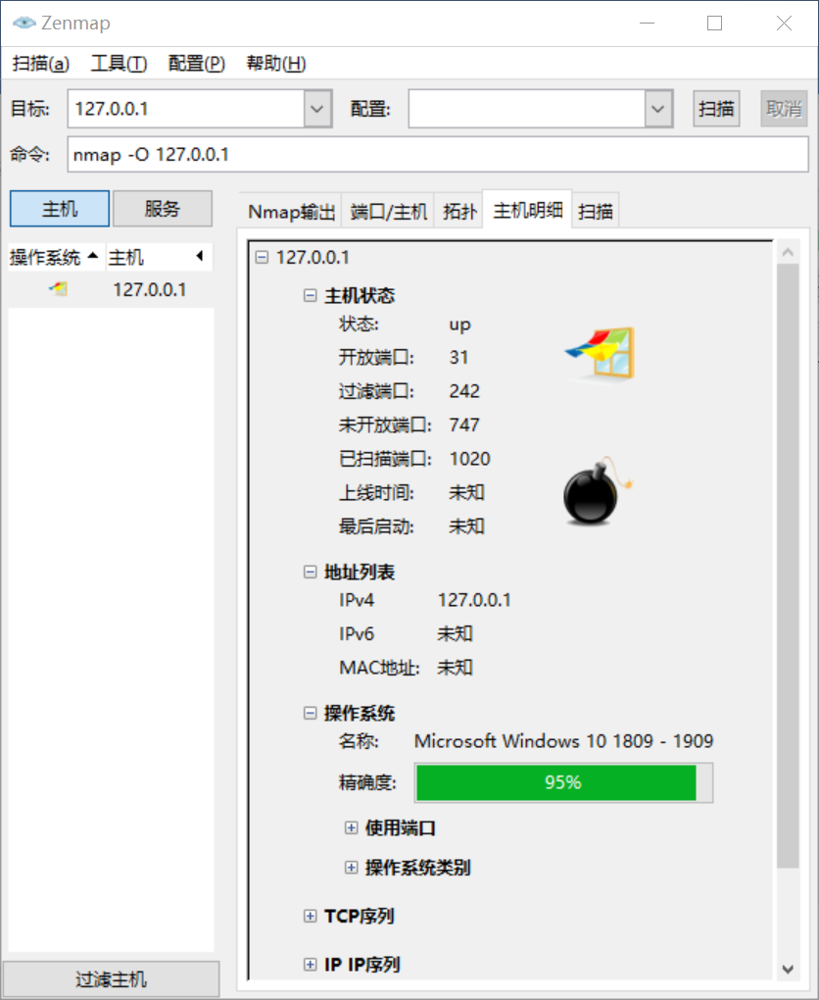 Zenmap
扫描(a) 工具(T) 配置(P) 帮助(H)
目标: 127.0.0.1 配置: 扫描 取消
命令: nmap -O 127.0.0.1
主机 服务
Nmap输出 端口/主机 拓扑 主机明细 扫描
操作系统 主机
127.0.0.1
127.0.0.1
主机状态
状态: up
开放端口: 31
过滤端口: 242
未开放端口: 747
已扫描端口: 1020
上线时间: 未知
最后启动: 未知
地址列表
IPv4 127.0.0.1
IPv6 未知
MAC地址: 未知
操作系统
名称: Microsoft Windows 10 1809 - 1909
精确度: 95%
使用端口
操作系统类别
TCP序列
IP IP序列
过滤主机